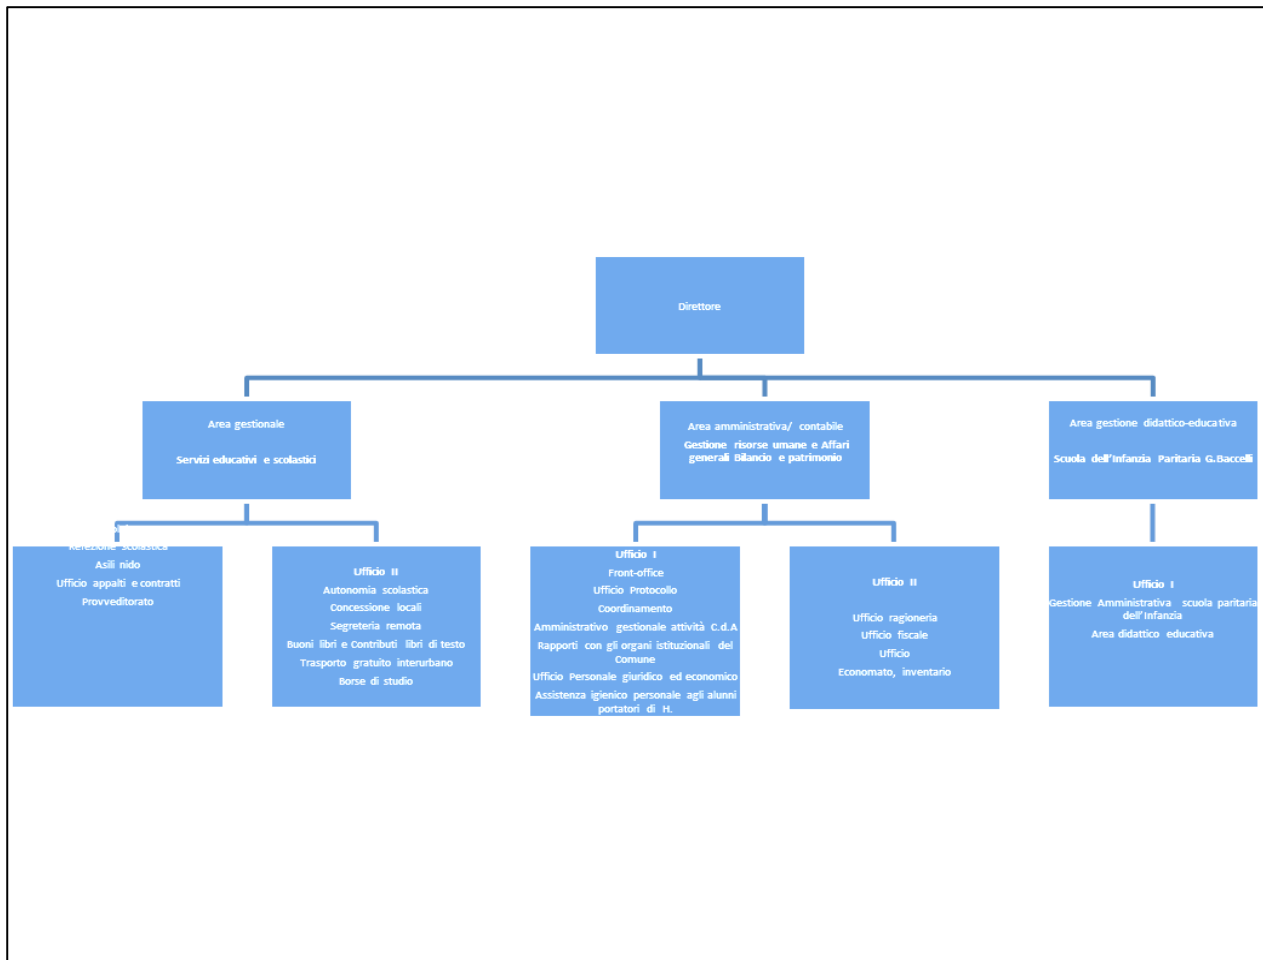 Direttore
Area gestionale
Servizi educativi e scolastici
Area amministrativa/ contabile
Gestione risorse umane e Affari
generali Bilancio e patrimonio
Area gestione didattico-educativa
Scuola dell'Infanzia Paritaria G.Baccelli
Refezione scolastica
Asili nido
Ufficio appalti e contratti
Provveditorato
Ufficio II
Autonomia scolastica
Concessione locali
Segreteria remota
Buoni libri e Contributi libri di testo
Trasporto gratuito interurbano
Borse di studio
Ufficio I
Front-office
Ufficio Protocollo
Coordinamento
Amministrativo gestionale attività C.d.A
Rapporti con gli organi istituzionali del
Comune
Ufficio Personale giuridico ed economico
Assistenza igienico personale agli alunni
portatori di H.
Ufficio II
Ufficio ragioneria
Ufficio fiscale
Ufficio
Economato, inventario
Ufficio I
Gestione Amministrativa scuola paritaria
dell'Infanzia
Area didattico educativa